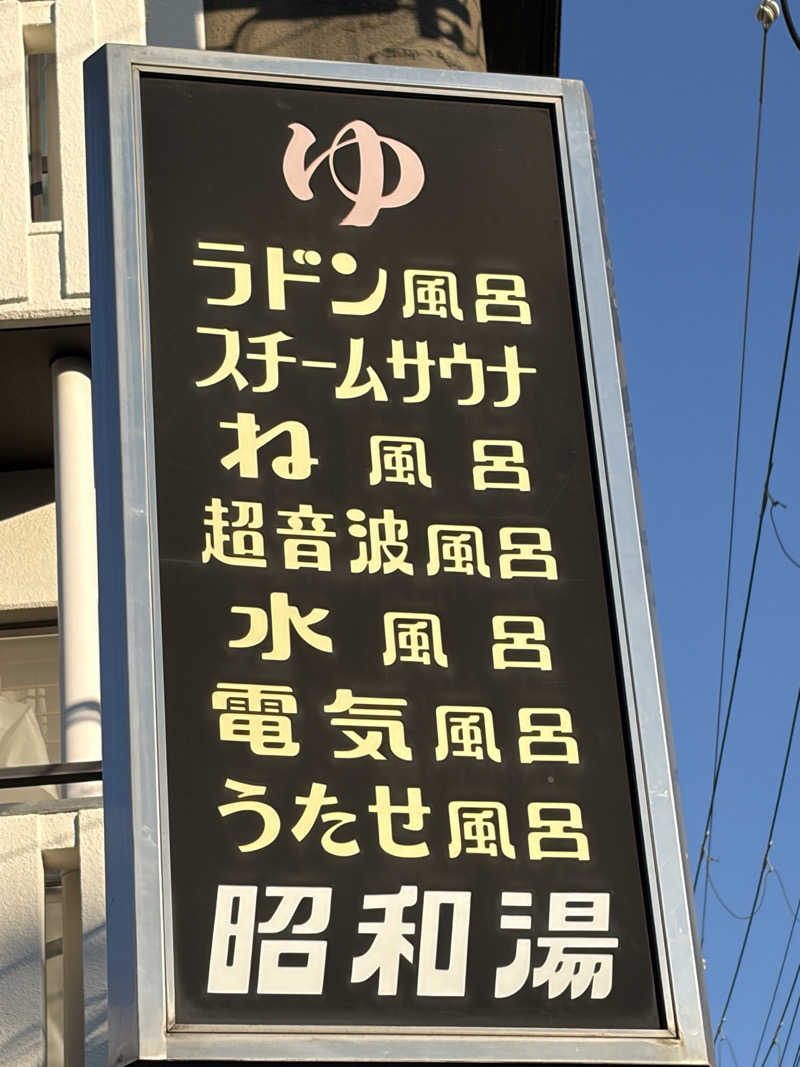 ゆ
ラドン風呂
スチームサウナ
ね風呂
超音波風呂
水風呂
電気風呂
うたせ風呂
昭和湯